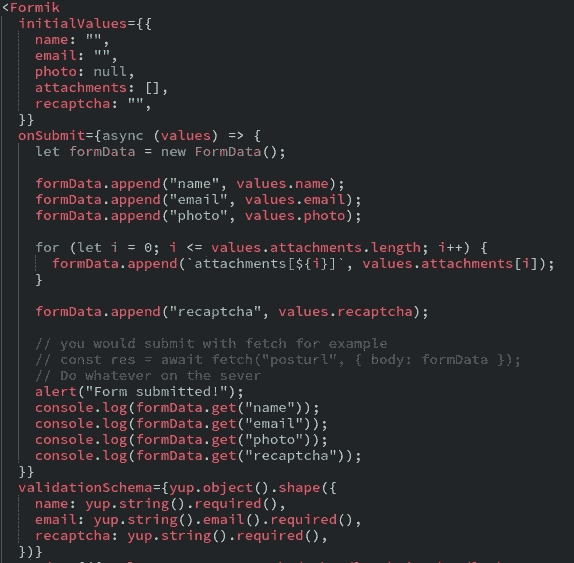 <Formik
initialValues={{
name: "",
email: "",
photo: null,
attachments: [],
recaptcha: "",
}}
onSubmit={async (values) => {
let formData = new FormData();
formData.append("name", values.name);
formData.append("email", values.email);
formData.append("photo", values.photo);
for (let i = 0; i <= values.attachments.length; i++) {
formData.append(`attachments[${i}]`, values.attachments[i]);
}
formData.append("recaptcha", values.recaptcha);
// you would submit with fetch for example
// const res = await fetch("posturl", { body: formData });
// Do whatever on the sever
alert("Form submitted!");
console.log(formData.get("name"));
console.log(formData.get("email"));
console.log(formData.get("photo"));
console.log(formData.get("recaptcha"));
}}
validationSchema={yup.object().shape({
name: yup.string().required(),
email: yup.string().email().required(),
recaptcha: yup.string().required(),
})}